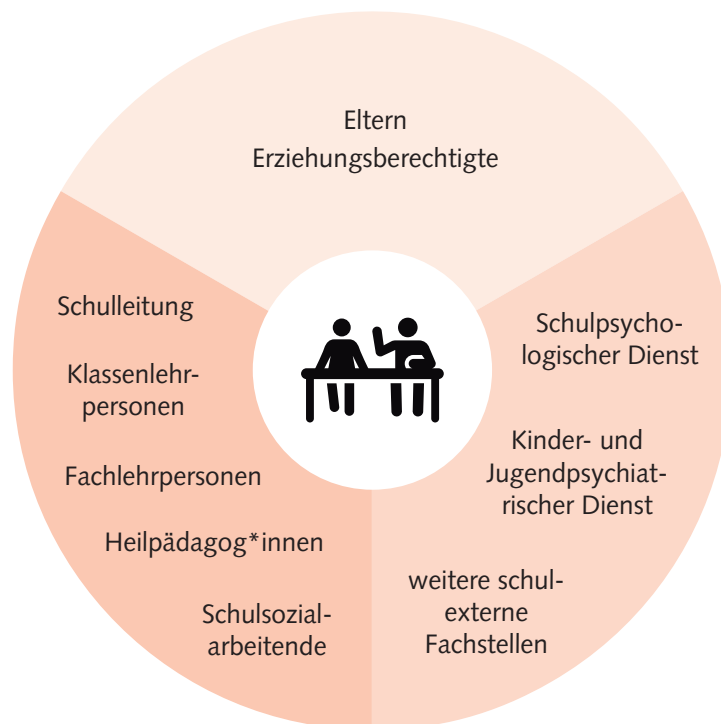 Eltern
Erziehungsberechtigte
Schulleitung
Klassenlehr-
personen
Fachlehrpersonen
Heilpädagog*innen
Schulsozial-
arbeitende
Schulpsycho-
logischer Dienst
Kinder- und
Jugendpsychiat-
rischer Dienst
weitere schul-
externe
Fachstellen